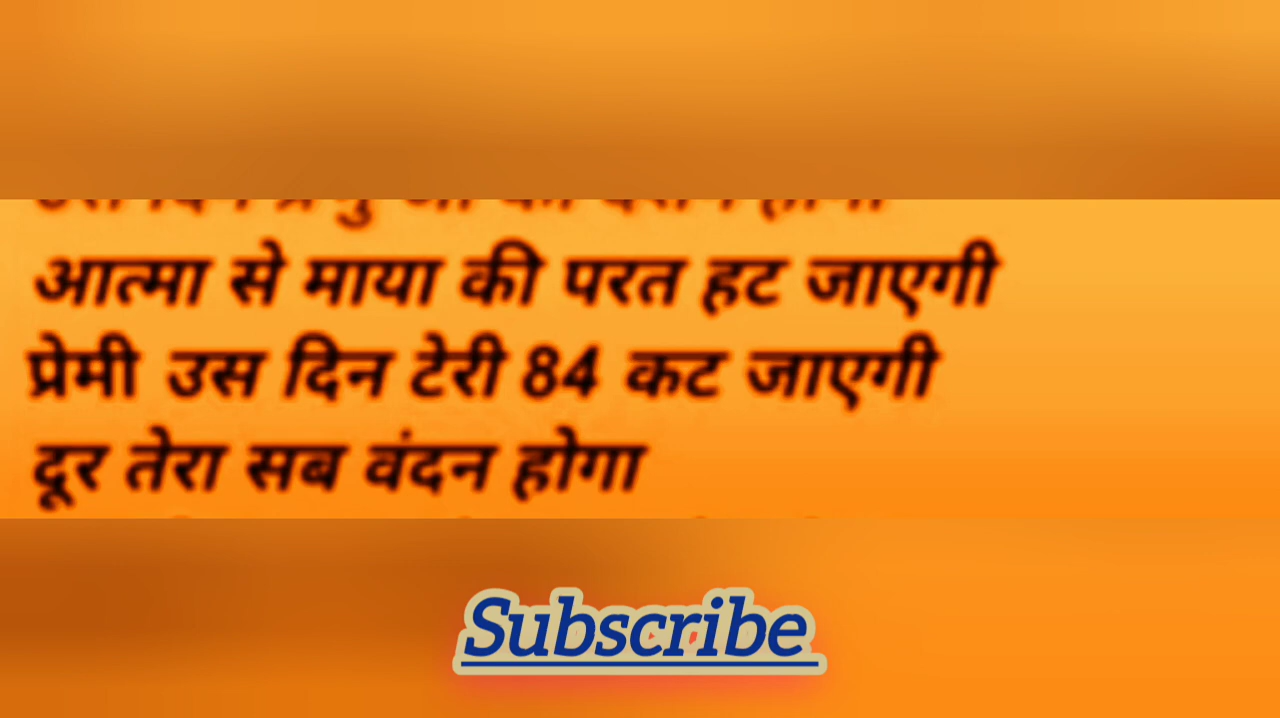 आत्मा से माया की परत हट जाएगी
प्रेमी उस दिन टेरी 84 कट जाएगी
दूर तेरा सब वंदन होगा
Subscribe